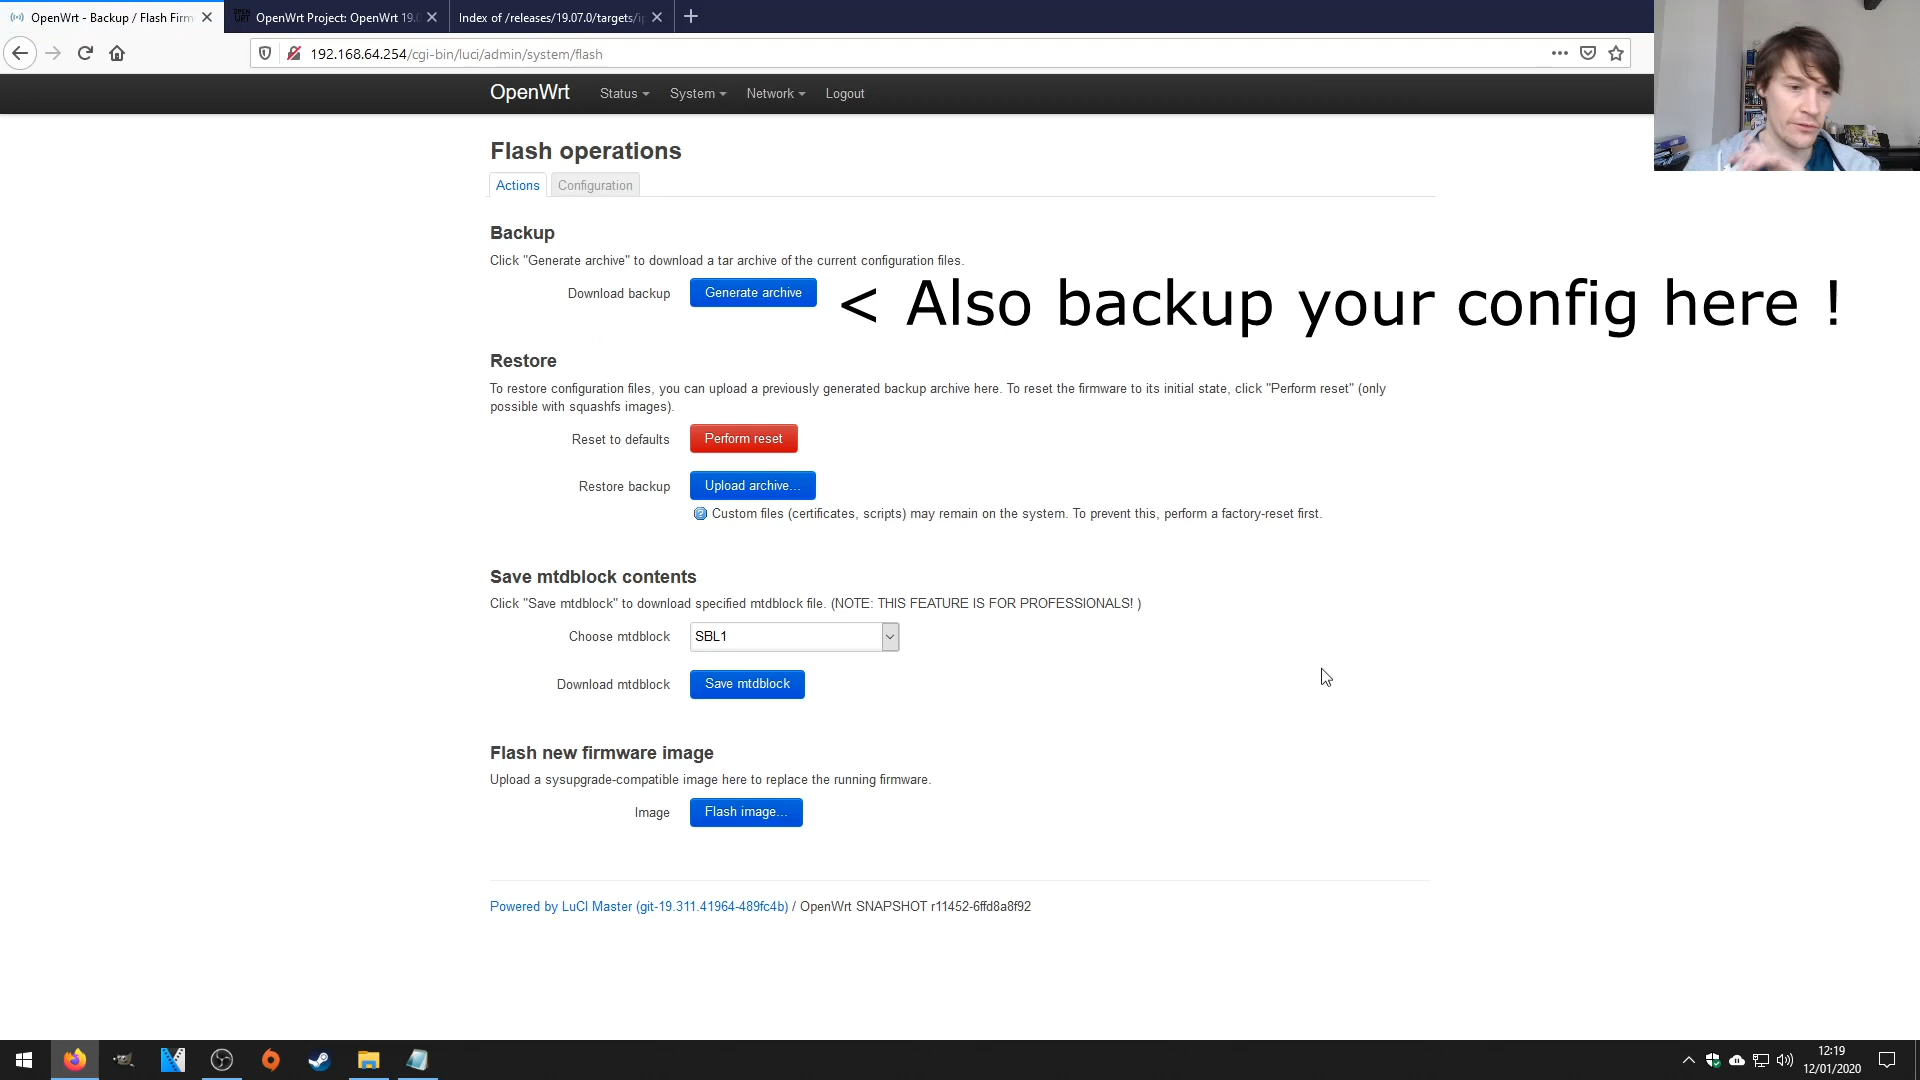 OpenWrt - Backup / Flash Firm
OpenWrt Project: OpenWrt 19.0
Index of /releases/19.07.0/targets/ip
192.168.64.254/cgi-bin/luci/admin/system/flash
OpenWrt Status System Network Logout
Flash operations
Actions Configuration
Backup
Click "Generate archive" to download a tar archive of the current configuration files.
Download backup Generate archive
< Also backup your config here !
Restore
To restore configuration files, you can upload a previously generated backup archive here. To reset the firmware to its initial state, click "Perform reset" (only
possible with squashfs images).
Reset to defaults Perform reset
Restore backup Upload archive...
Custom files (certificates, scripts) may remain on the system. To prevent this, perform a factory-reset first.
Save mtdblock contents
Click "Save mtdblock" to download specified mtdblock file. (NOTE: THIS FEATURE IS FOR PROFESSIONALS! )
Choose mtdblock SBL1
Download mtdblock Save mtdblock
Flash new firmware image
Upload a sysupgrade-compatible image here to replace the running firmware.
Image Flash image...
Powered by LuCI Master (git-19.311.41964-489fc4b) / OpenWrt SNAPSHOT r11452-6ffd8a8f92
12:19
12/01/2020